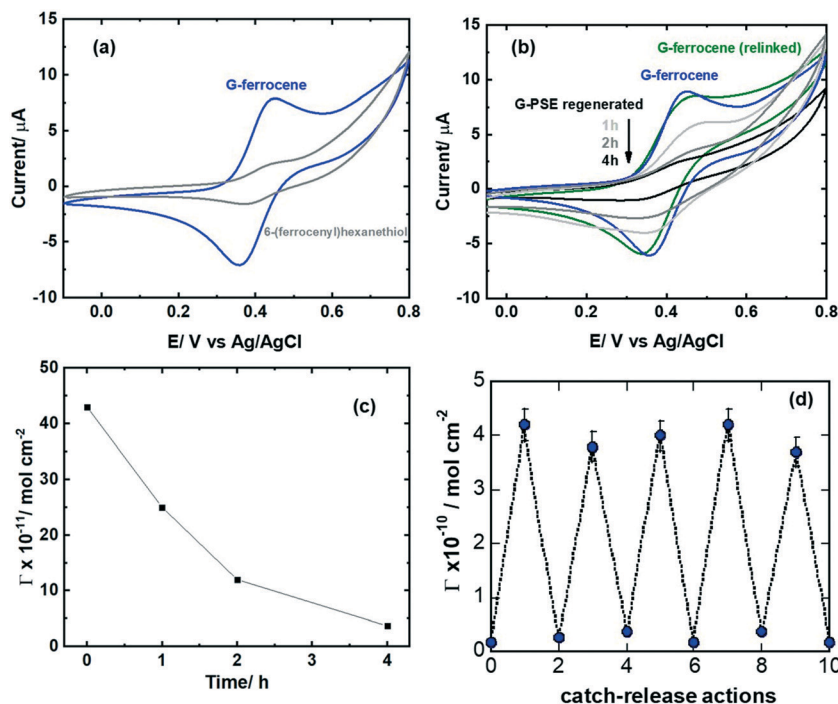 (a)
G-ferrocene
6-(ferrocenyl)hexanethiol
15
10
5
0
-5
-10
0.0 0.2 0.4 0.6 0.8
Current/ μA
E/ V vs Ag/AgCl
(b)
G-ferrocene (relinked)
G-ferrocene
G-PSE regenerated
1h
2h
4h
15
10
5
0
-5
-10
0.0 0.2 0.4 0.6 0.8
Current/ μA
E/ V vs Ag/AgCl
(c)
50
40
30
20
10
0
0 1 2 3 4
Γ x 10-11/ mol cm-2
Time/ h
(d)
5
4
3
2
1
0
0 2 4 6 8 10
Γ x10-10 / mol cm-2
catch-release actions